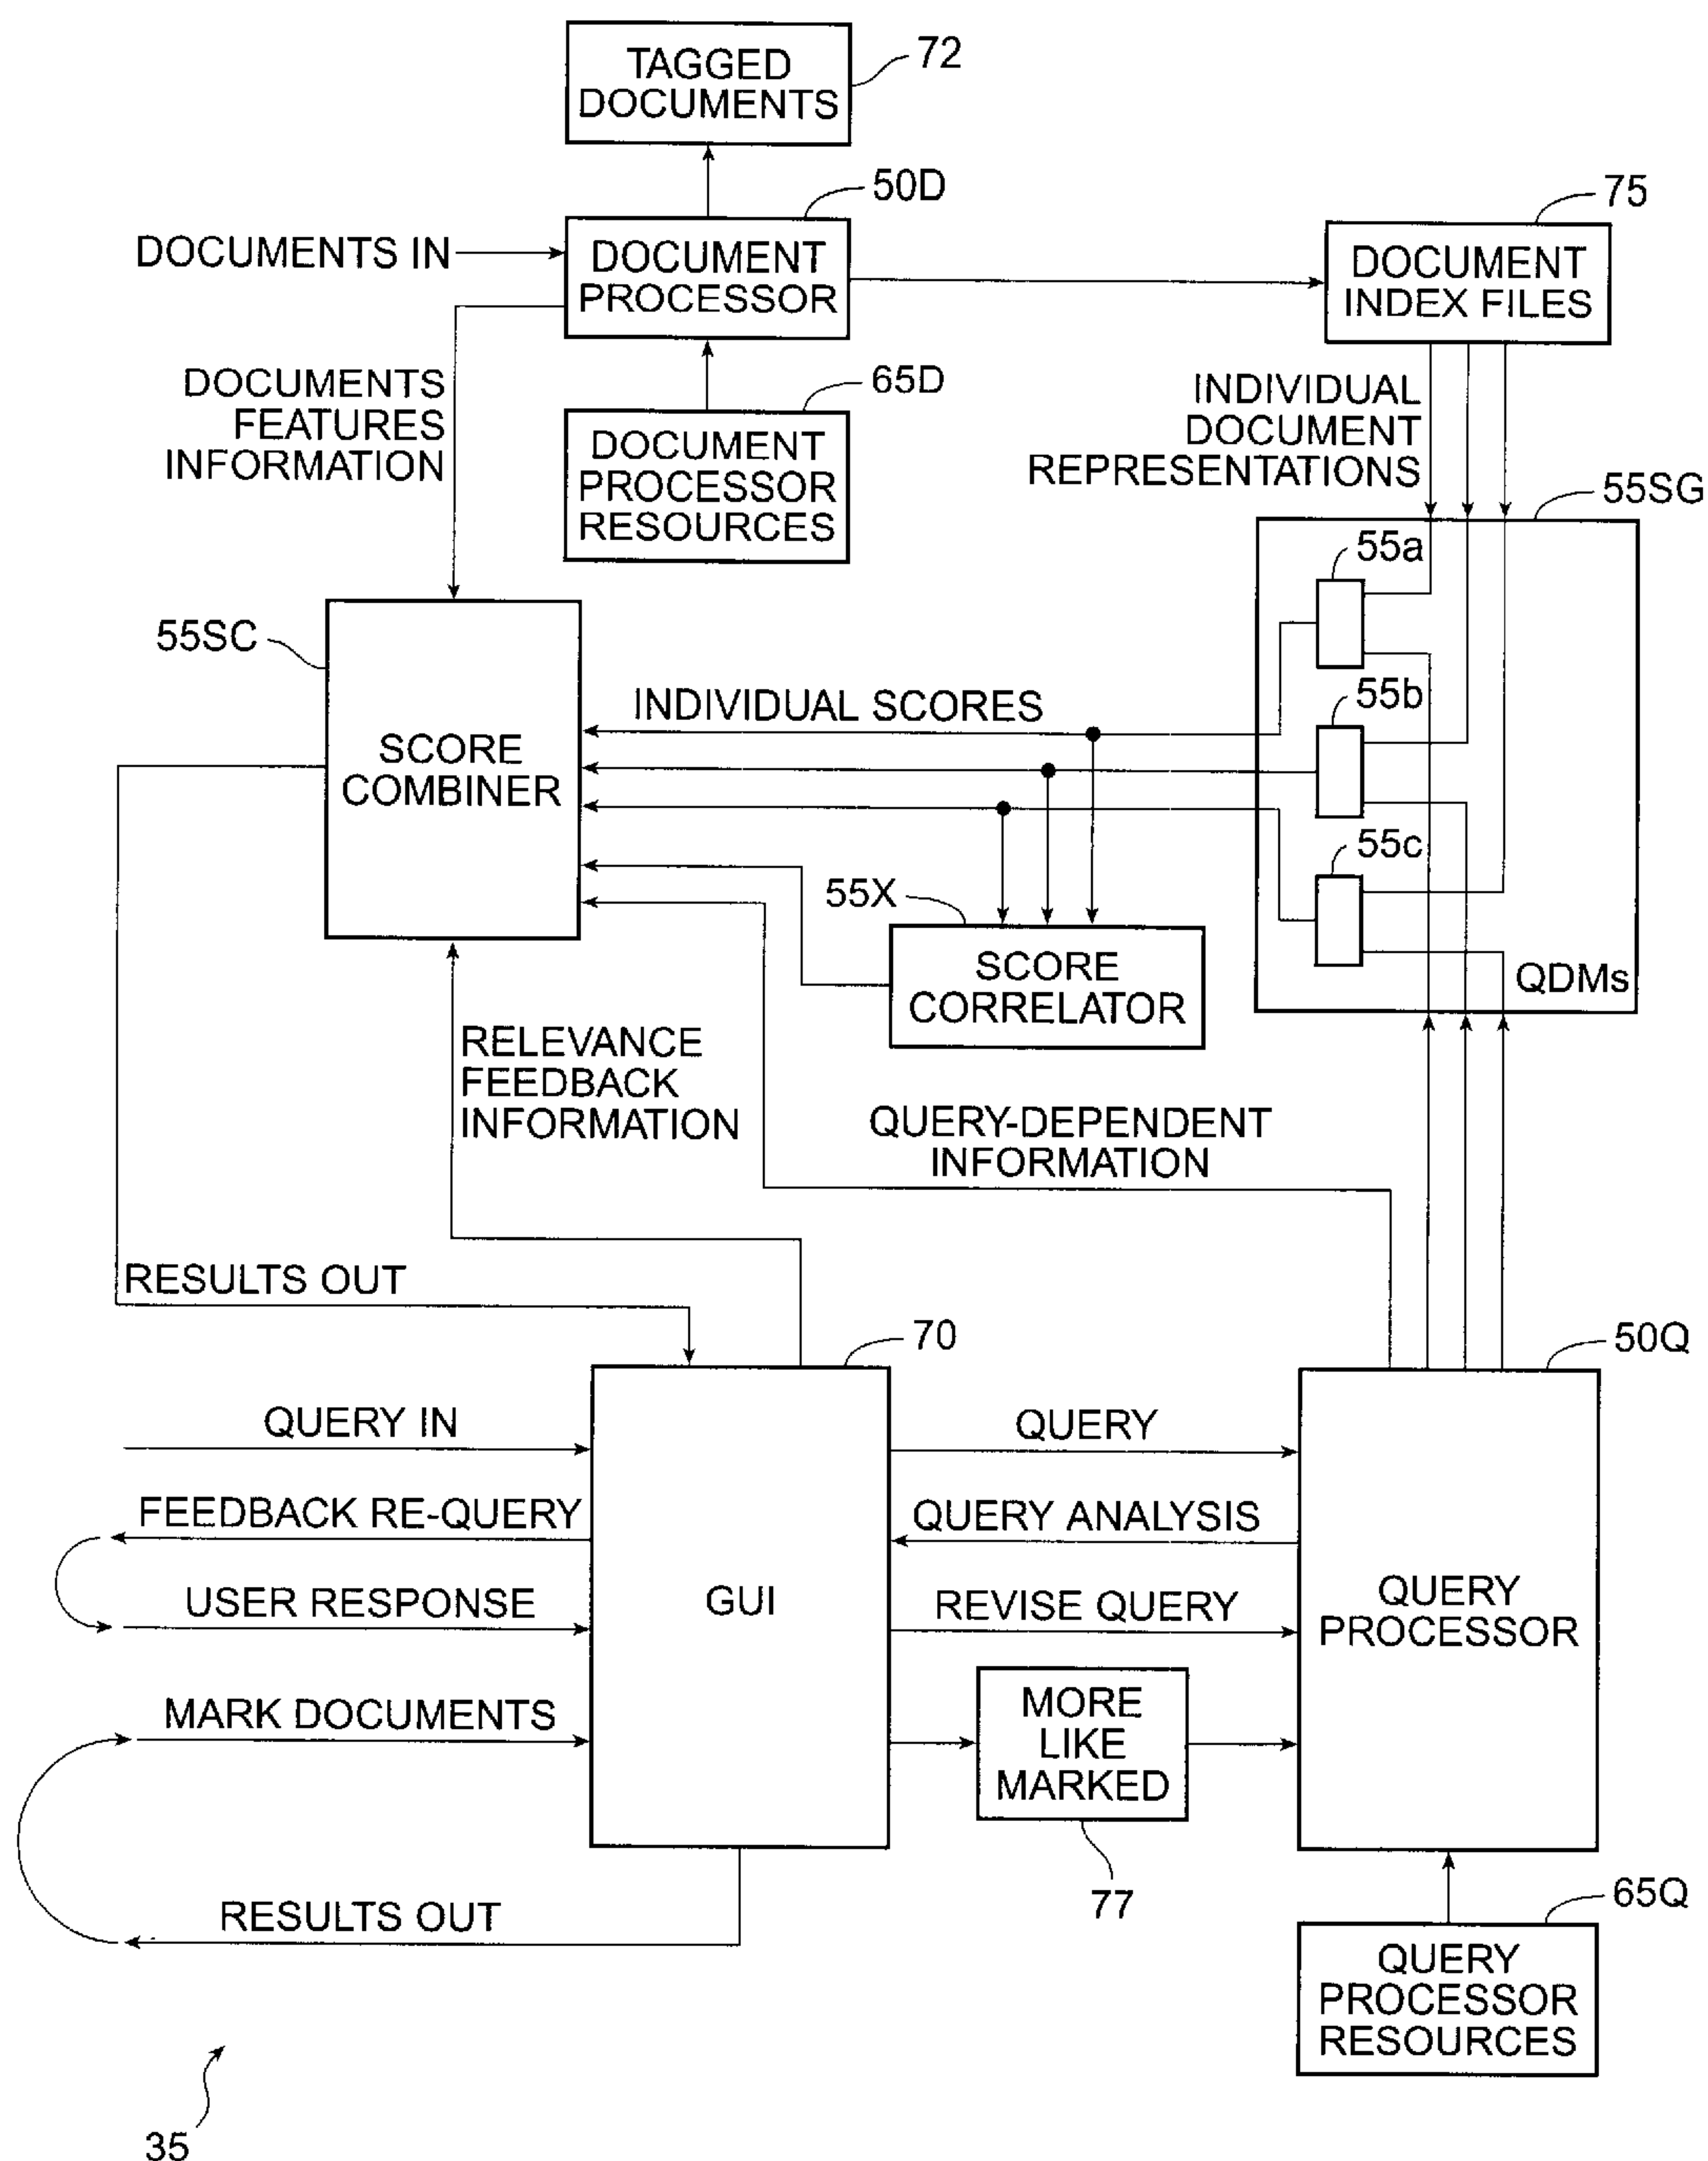 TAGGED
DOCUMENTS
72
50D
DOCUMENTS IN
DOCUMENT
PROCESSOR
75
DOCUMENT
INDEX FILES
DOCUMENTS
FEATURES
INFORMATION
65D
DOCUMENT
PROCESSOR
RESOURCES
INDIVIDUAL
DOCUMENT
REPRESENTATIONS
55SG
55a
55b
55c
QDMs
55SC
SCORE
COMBINER
INDIVIDUAL SCORES
55X
SCORE
CORRELATOR
RELEVANCE
FEEDBACK
INFORMATION
QUERY-DEPENDENT
INFORMATION
RESULTS OUT
70
50Q
QUERY IN
FEEDBACK RE-QUERY
USER RESPONSE
MARK DOCUMENTS
RESULTS OUT
GUI
QUERY
QUERY ANALYSIS
REVISE QUERY
MORE
LIKE
MARKED
77
QUERY
PROCESSOR
65Q
QUERY
PROCESSOR
RESOURCES
35